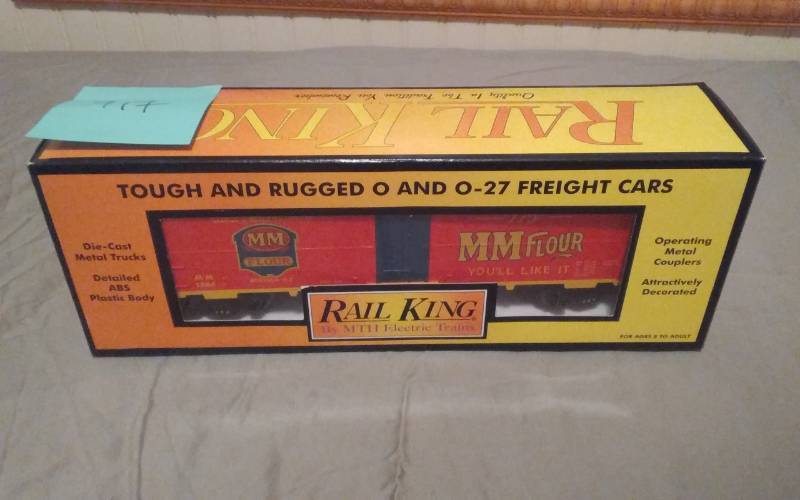 Quality In The Tradition You Remember
RAIL KING
TOUGH AND RUGGED O AND O-27 FREIGHT CARS
Die-Cast
Metal Trucks
Detailed
ABS
Plastic Body
MM
FLOUR
MM
MM FLOUR
YOU'LL LIKE IT
Operating
Metal
Couplers
Attractively
Decorated
RAIL KING
By MTH Electric Trains
FOR AGES 8 TO ADULT